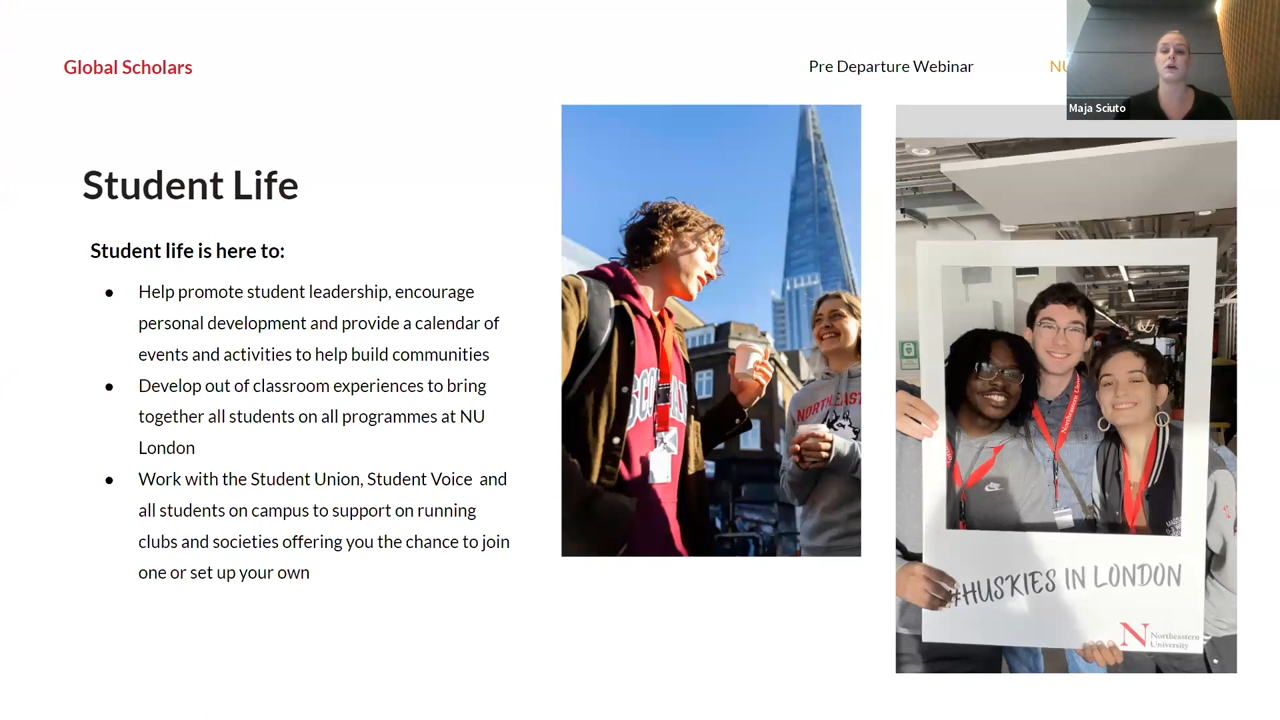 Global Scholars
Pre Departure Webinar
NU
Maja Sciuto
Student Life
Student life is here to:
● Help promote student leadership, encourage
personal development and provide a calendar of
events and activities to help build communities
● Develop out of classroom experiences to bring
together all students on all programmes at NU
London
● Work with the Student Union, Student Voice and
all students on campus to support on running
clubs and societies offering you the chance to join
one or set up your own
NORTHEAST
Northeastern University
#HUSKIES IN LONDON
N Northeastern
University